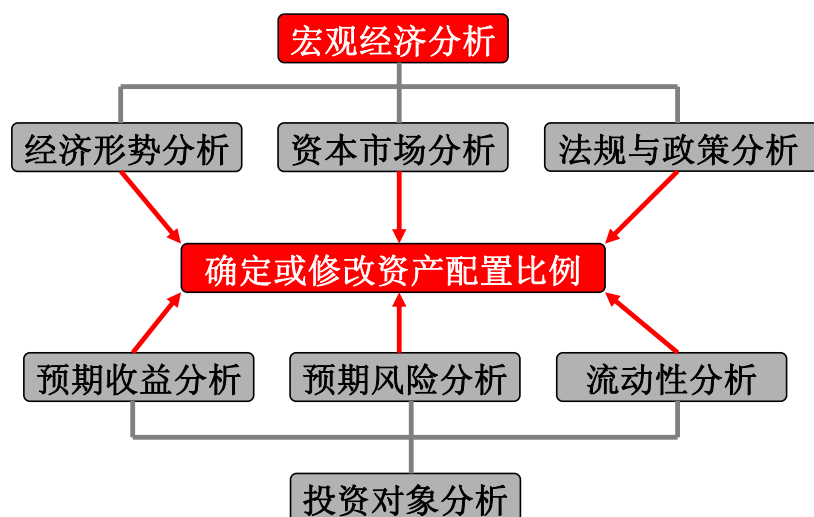 宏观经济分析
经济形势分析
资本市场分析
法规与政策分析
确定或修改资产配置比例
预期收益分析
预期风险分析
流动性分析
投资对象分析